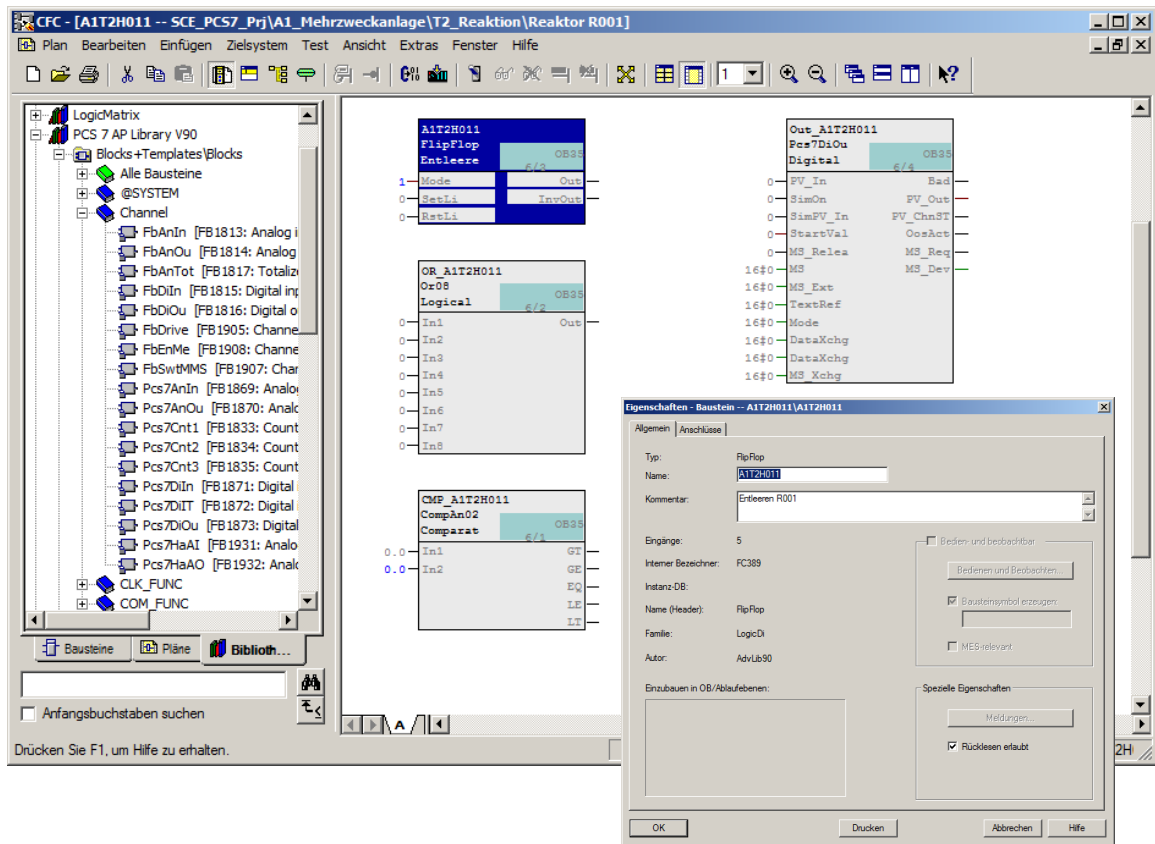 CFC - [A1T2H011 -- SCE_PCS7_Prj\A1_Mehrzweckanlage\T2_Reaktion\Reaktor R001]
Plan Bearbeiten Einfügen Zielsystem Test Ansicht Extras Fenster Hilfe
1
LogicMatrix
PCS 7 AP Library V90
Blocks+Templates\Blocks
Alle Bausteine
@SYSTEM
Channel
FbAnIn [FB1813: Analog i
FbAnOu [FB1814: Analog
FbAnTot [FB1817: Totaliz
FbDiIn [FB1815: Digital inp
FbDiOu [FB1816: Digital o
FbDrive [FB1905: Channe
FbEnMe [FB1908: Channe
FbSwtMMS [FB1907: Char
Pcs7AnIn [FB1869: Analo
Pcs7AnOu [FB1870: Analc
Pcs7Cnt1 [FB1833: Count
Pcs7Cnt2 [FB1834: Count
Pcs7Cnt3 [FB1835: Count
Pcs7DiIn [FB1871: Digital
Pcs7DiIT [FB1872: Digital
Pcs7DiOu [FB1873: Digital
Pcs7HaAI [FB1931: Analo
Pcs7HaAO [FB1932: Analc
CLK_FUNC
COM_FUNC
Bausteine Pläne Biblioth...
Anfangsbuchstaben suchen
Drücken Sie F1, um Hilfe zu erhalten.
A1T2H011
FlipFlop
Entleere OB35
6/3
1 Mode Out
0 SetLi InvOut
0 RstLi
OR_A1T2H011
Or08
Logical OB35
6/2
0 In1 Out
0 In2
0 In3
0 In4
0 In5
0 In6
0 In7
0 In8
CMP_A1T2H011
CompAn02
Comparat OB35
6/1
0.0 In1 GT
0.0 In2 GE
EQ
LE
LT
Out_A1T2H011
Pcs7DiOu
Digital OB35
6/4
0 PV_In Bad
0 SimOn PV_Out
0 SimPV_In PV_ChnST
0 StartVal OosAct
0 MS_Relea MS_Req
16#0 MS MS_Dev
16#0 MS_Ext
16#0 TextRef
16#0 Mode
16#0 DataXchg
16#0 DataXchg
16#0 MS_Xchg
A
2H
Eigenschaften - Baustein -- A1T2H011\A1T2H011
Allgemein Anschlüsse
Typ: FlipFlop
Name: A1T2H011
Kommentar: Entleeren R001
Eingänge: 5
Interner Bezeichner: FC389
Instanz-DB:
Name (Header): FlipFlop
Familie: LogicDi
Autor: AdvLib90
Bedien- und beobachtbar
Bedienen und Beobachten...
Bausteinsymbol erzeugen:
MES-relevant
Einzubauen in OB/Ablaufebenen:
Spezielle Eigenschaften
Meldungen...
Rücklesen erlaubt
OK Drucken Abbrechen Hilfe